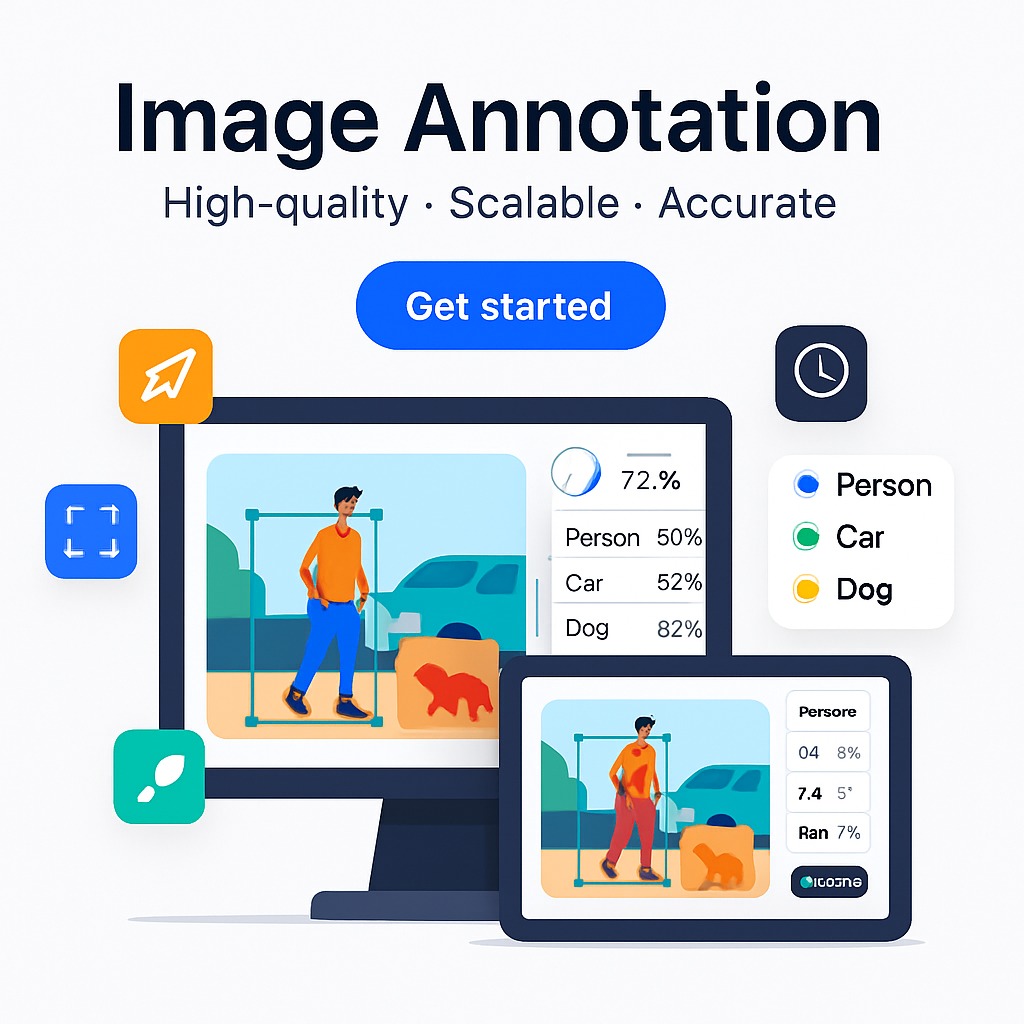 Image Annotation
High-quality · Scalable · Accurate
Get started
72.%
Person 50%
Car 52%
Dog 82%
Person
Car
Dog
Persore
04 8%
7.4 5*
Ran 7%